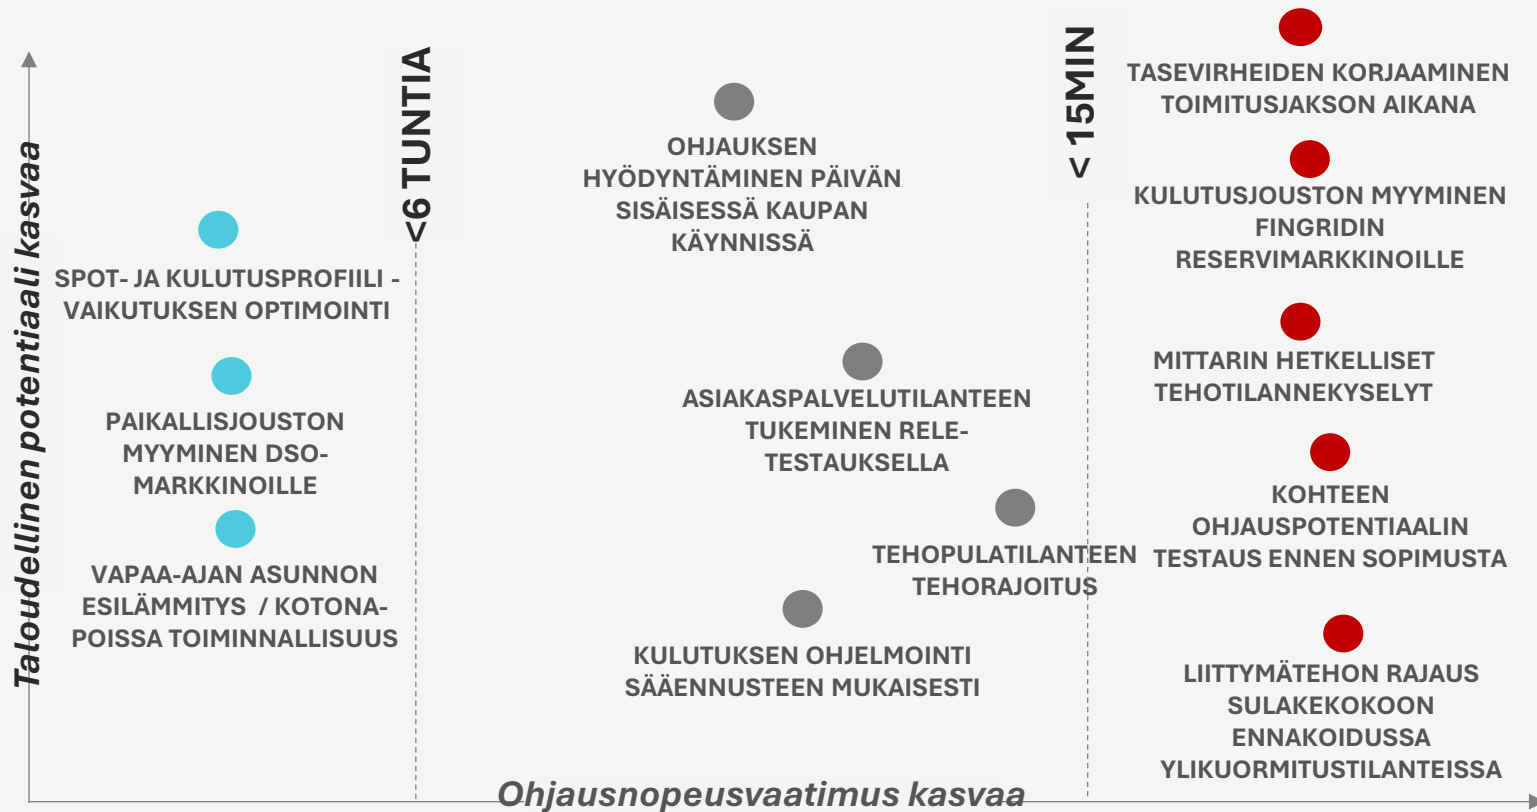 Taloudellinen potentiaali kasvaa
<6 TUNTIA
< 15MIN
SPOT- JA KULUTUSPROFIILI -
VAIKUTUKSEN OPTIMOINTI
PAIKALLISJOUSTON
MYYMINEN DSO-
MARKKINOILLE
VAPAA-AJAN ASUNNON
ESILÄMMITYS / KOTONA-
POISSA TOIMINNALLISUUS
OHJAUKSEN
HYÖDYNTÄMINEN PÄIVÄN
SISÄISESSÄ KAUPAN
KÄYNNISSÄ
ASIAKASPALVELUTILANTEEN
TUKEMINEN RELE-
TESTAUKSELLA
TEHOPULATILANTEEN
TEHORAJOITUS
KULUTUKSEN OHJELMOINTI
SÄÄENNUSTEEN MUKAISESTI
TASEVIRHEIDEN KORJAAMINEN
TOIMITUSJAKSON AIKANA
KULUTUSJOUSTON MYYMINEN
FINGRIDIN
RESERVIMARKKINOILLE
MITTARIN HETKELLISET
TEHOTILANNEKYSELYT
KOHTEEN
OHJAUSPOTENTIAALIN
TESTAUS ENNEN SOPIMUSTA
LIITTYMÄTEHON RAJAUS
SULAKEKOKOON
ENNAKOIDUSSA
YLIKUORMITUSTILANTEISSA
Ohjausnopeusvaatimus kasvaa